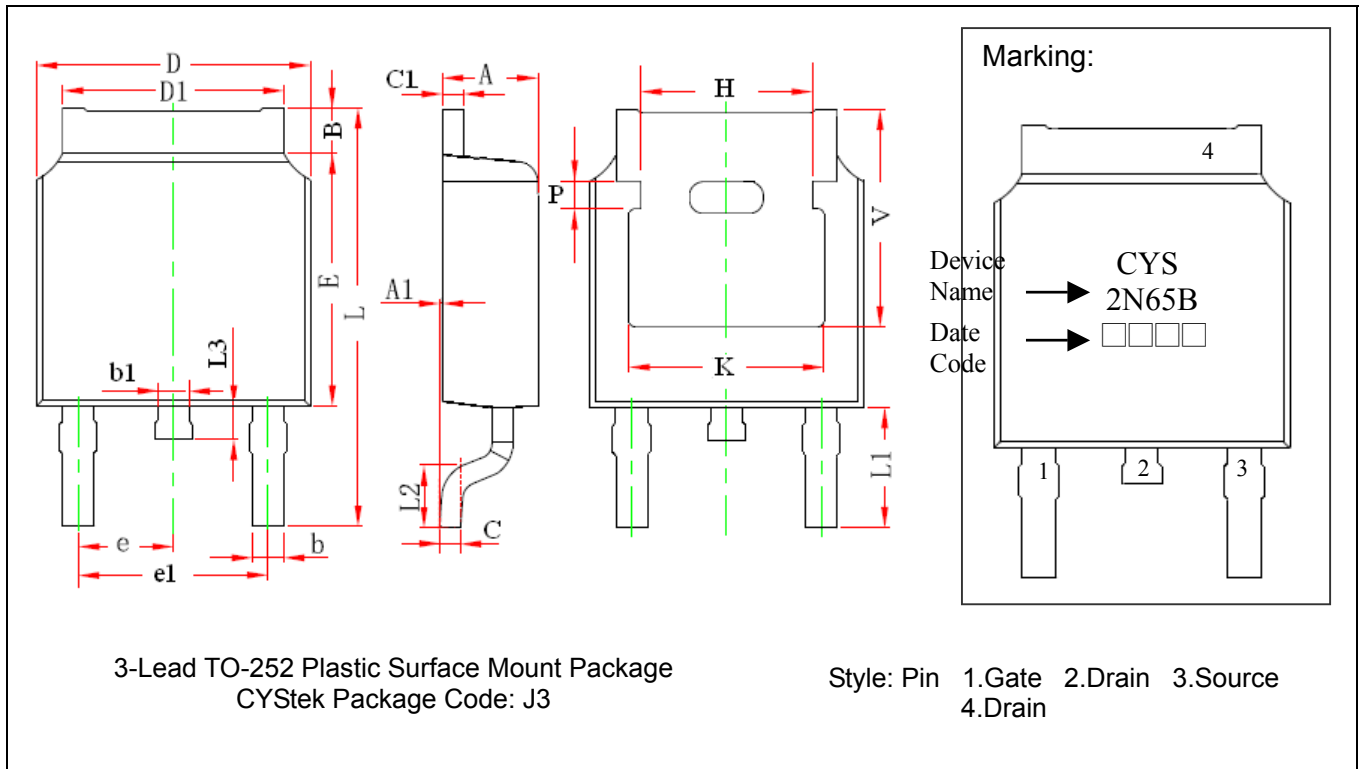 D
D1
B
E
L
L3
b1
e
e1
b
C1
A
A1
L2
C
H
P
V
K
L1
Marking:
4
Device
Name
CYS
2N65B
Date
Code
□□□□
1
2
3
3-Lead TO-252 Plastic Surface Mount Package
CYStek Package Code: J3
Style: Pin 1.Gate 2.Drain 3.Source
4.Drain